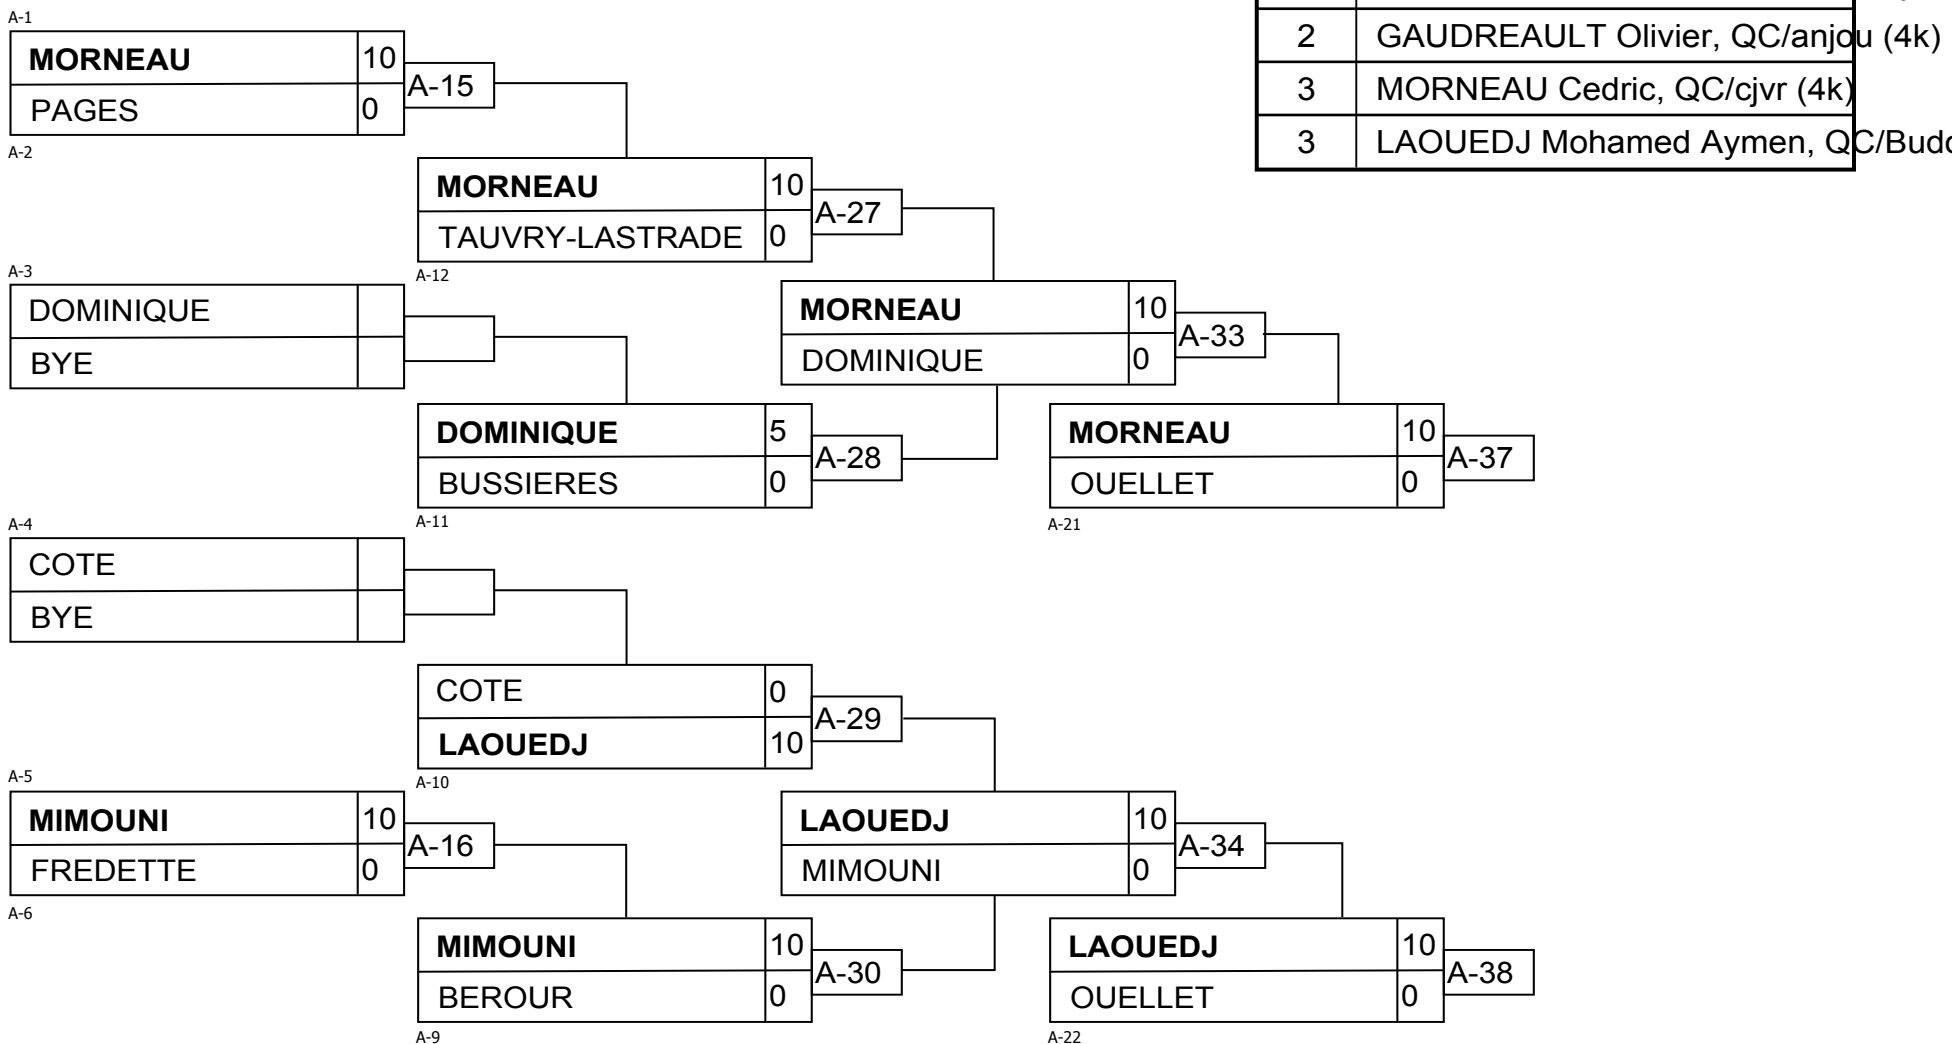 A-1
MORNEAU 10
PAGES 0
A-15
A-2
2 GAUDREAULT Olivier, QC/anjou (4k)
3 MORNEAU Cedric, QC/cjvr (4k)
3 LAOUEDJ Mohamed Aymen, QC/Budo
MORNEAU 10
TAUVRY-LASTRADE 0
A-27
A-12
A-3
DOMINIQUE
BYE
MORNEAU 10
DOMINIQUE 0
A-33
DOMINIQUE 5
BUSSIERES 0
A-28
A-11
MORNEAU 10
OUELLET 0
A-37
A-21
A-4
COTE
BYE
COTE 0
LAOUEDJ 10
A-29
A-10
A-5
MIMOUNI 10
FREDETTE 0
A-16
A-6
LAOUEDJ 10
MIMOUNI 0
A-34
MIMOUNI 10
BEROUR 0
A-30
A-9
LAOUEDJ 10
OUELLET 0
A-38
A-22